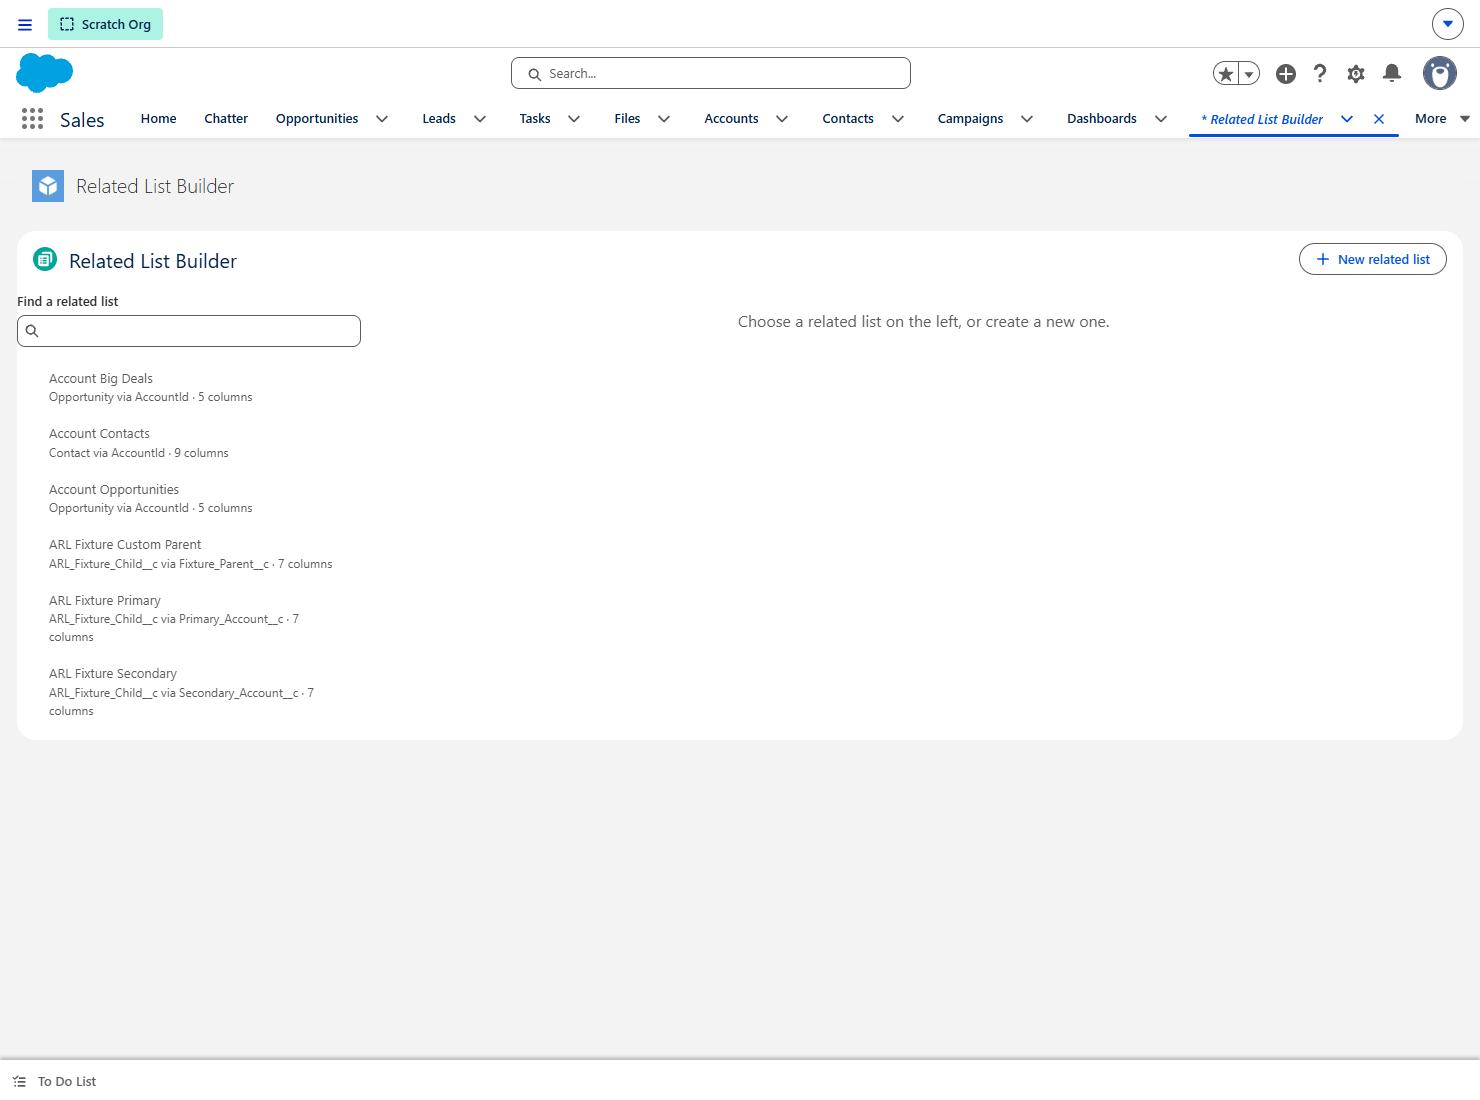 Scratch Org
Search...
Sales
Home
Chatter
Opportunities
Leads
Tasks
Files
Accounts
Contacts
Campaigns
Dashboards
* Related List Builder
More
Related List Builder
Related List Builder
New related list
Find a related list
Choose a related list on the left, or create a new one.
Account Big Deals
Opportunity via AccountId · 5 columns
Account Contacts
Contact via AccountId · 9 columns
Account Opportunities
Opportunity via AccountId · 5 columns
ARL Fixture Custom Parent
ARL_Fixture_Child__c via Fixture_Parent__c · 7 columns
ARL Fixture Primary
ARL_Fixture_Child__c via Primary_Account__c · 7
columns
ARL Fixture Secondary
ARL_Fixture_Child__c via Secondary_Account__c · 7
columns
To Do List